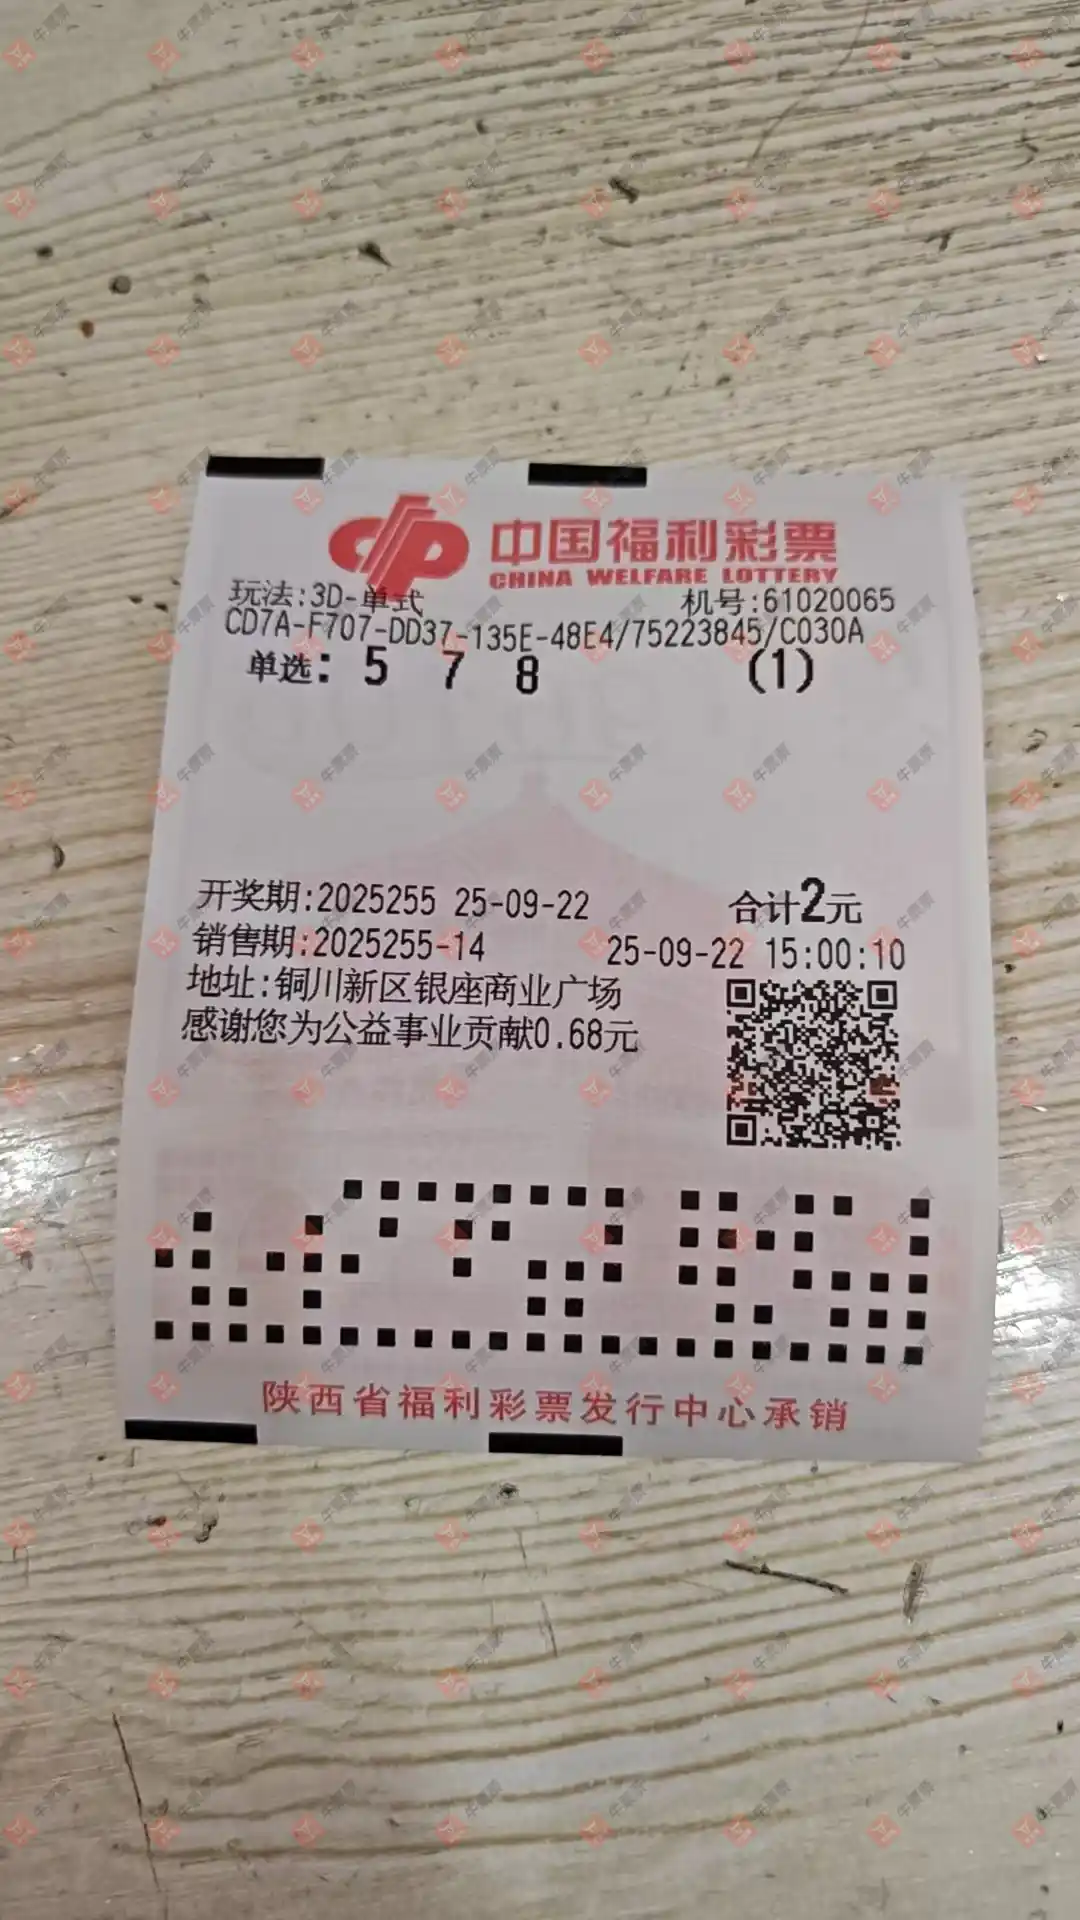 中国福利彩票
CHINA WELFARE LOTTERY
玩法:3D-单式 机号:61020065
CD7A-F707-DD37-135E-48E4/75223845/C030A
单选: 5 7 8 (1)
开奖期:2025255 25-09-22 合计2元
销售期:2025255-14 25-09-22 15:00:10
地址:铜川新区银座商业广场
感谢您为公益事业贡献0.68元
陕西省福利彩票发行中心承销
牛票票